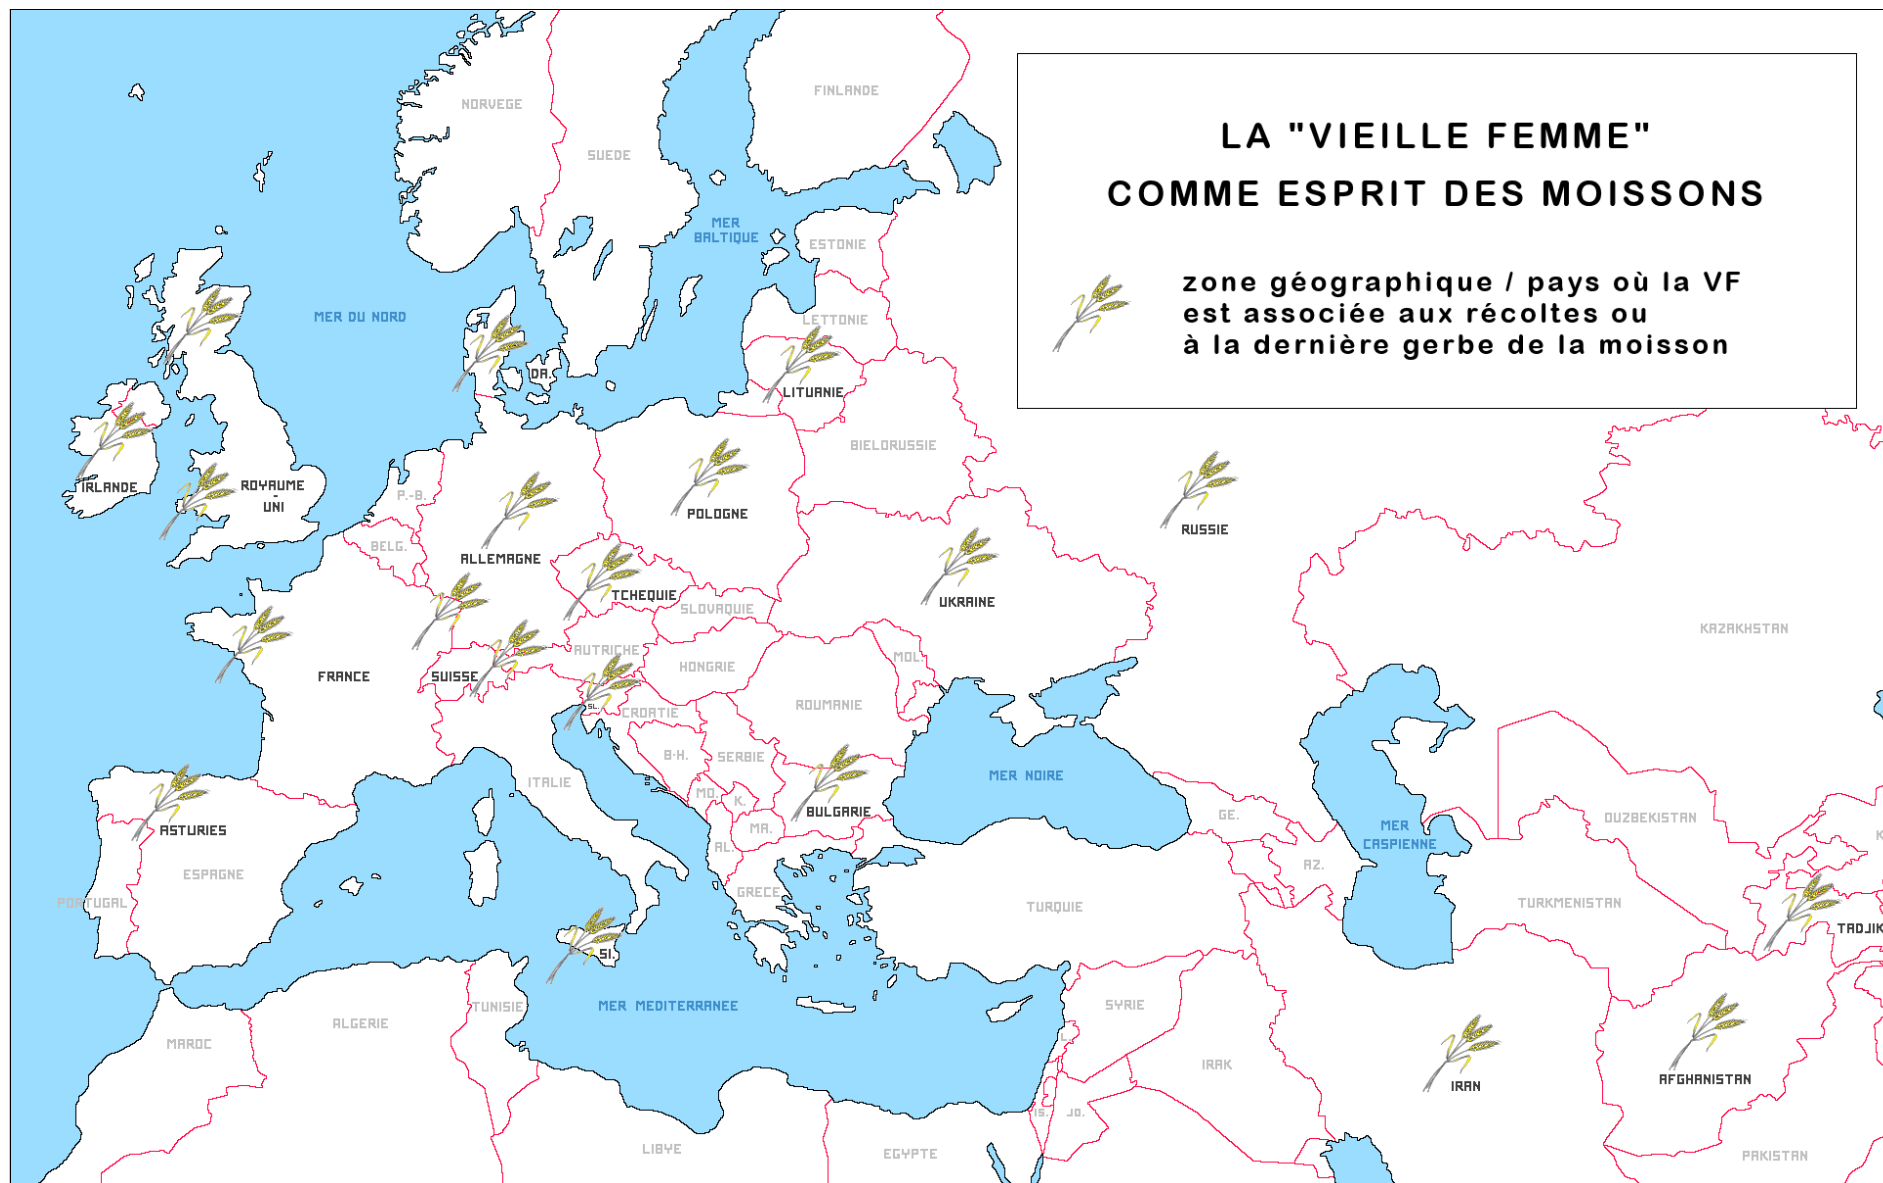 LA "VIEILLE FEMME"
COMME ESPRIT DES MOISSONS
zone géographique / pays où la VF
est associée aux récoltes ou
à la dernière gerbe de la moisson
NORVEGE
FINLANDE
SUEDE
MER
BALTIQUE
ESTONIE
MER DU NORD
LETTONIE
DA.
LITUANIE
BIELORUSSIE
IRLANDE
ROYAUME
-
UNI
P.-B.
POLOGNE
RUSSIE
BELG.
ALLEMAGNE
TCHEQUIE
SLOVAQUIE
UKRAINE
KAZAKHSTAN
FRANCE
SUISSE
AUTRICHE
HONGRIE
MOL.
SL.
CROATIE
ROUMANIE
B-H.
SERBIE
ITALIE
MO.
K.
BULGARIE
MER NOIRE
ASTURIES
MA.
AL.
GE.
MER
CASPIENNE
OUZBEKISTAN
K
AZ.
ESPAGNE
PORTUGAL
GRECE
TURQUIE
TURKMENISTAN
TADJIK
SI.
MER MEDITERRANEE
TUNISIE
ALGERIE
MAROC
SYRIE
L.
IRAK
IRAN
AFGHANISTAN
IS.
JO.
LIBYE
EGYPTE
PAKISTAN